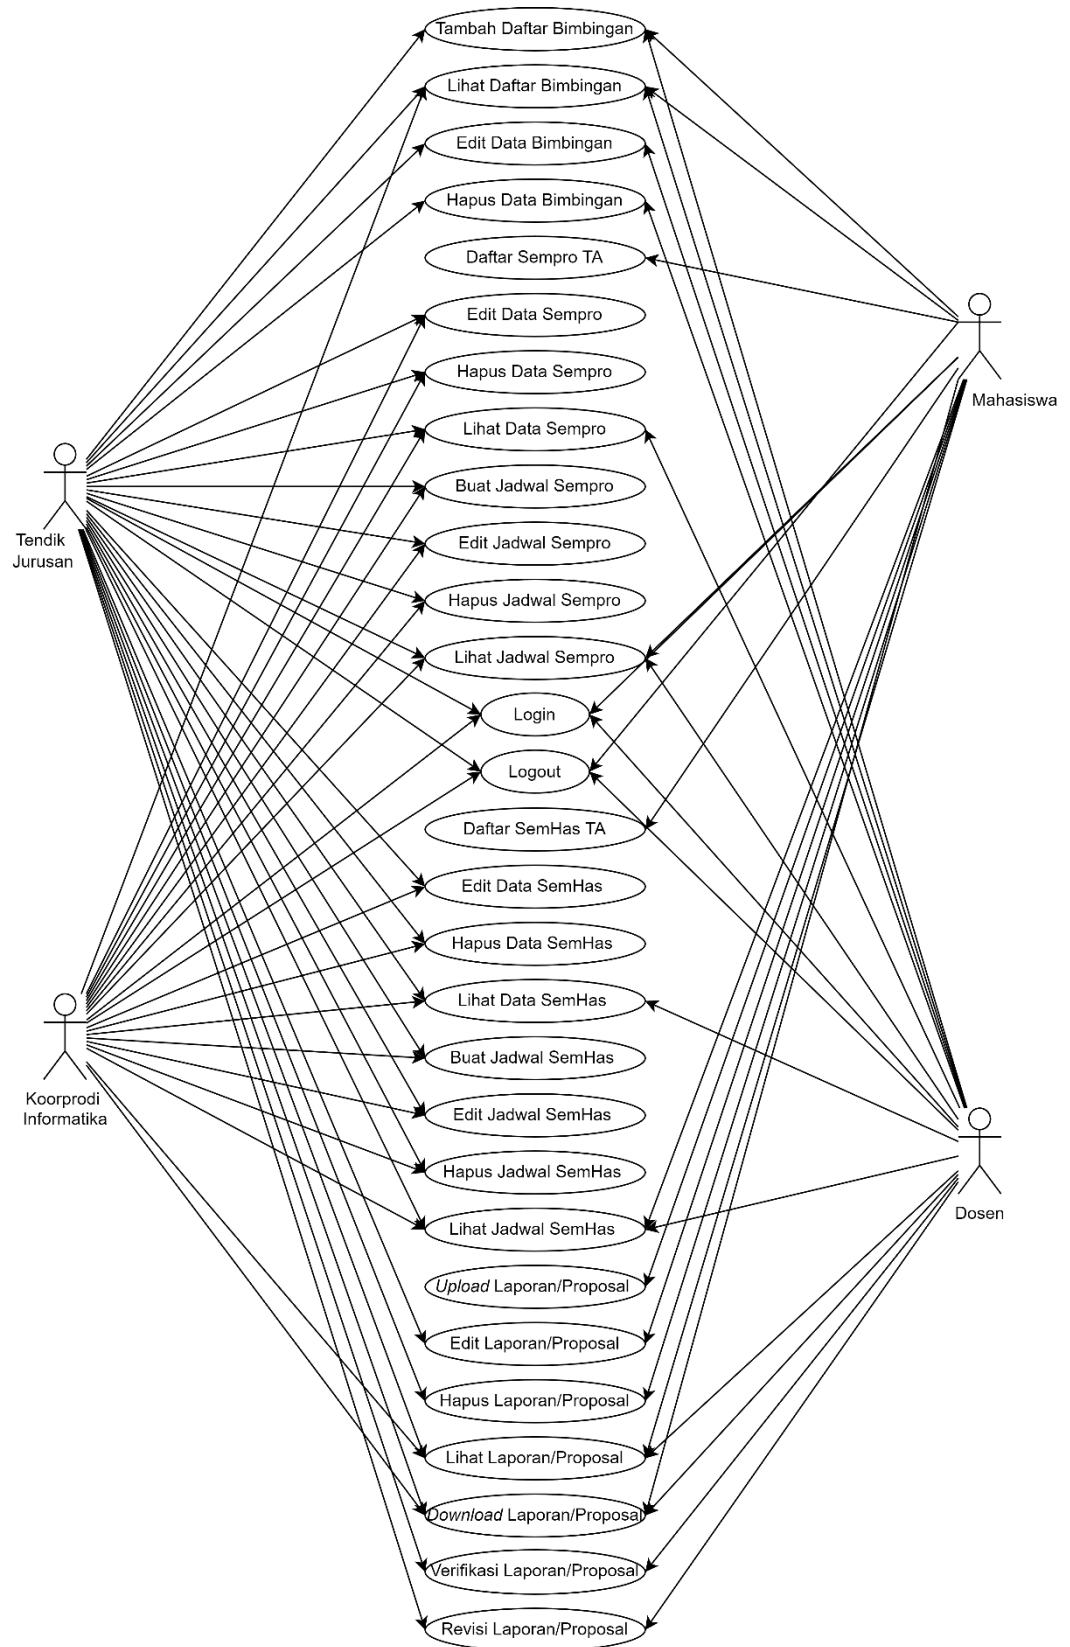 Tambah Daftar Bimbingan
Lihat Daftar Bimbingan
Edit Data Bimbingan
Hapus Data Bimbingan
Daftar Sempro TA
Edit Data Sempro
Hapus Data Sempro
Mahasiswa
Lihat Data Sempro
Buat Jadwal Sempro
Tendik
Jurusan
Edit Jadwal Sempro
Hapus Jadwal Sempro
Lihat Jadwal Sempro
Login
Logout
Daftar SemHas TA
Edit Data SemHas
Hapus Data SemHas
Lihat Data SemHas
Buat Jadwal SemHas
Koorprodi
Informatika
Edit Jadwal SemHas
Hapus Jadwal SemHas
Dosen
Lihat Jadwal SemHas
Upload Laporan/Proposal
Edit Laporan/Proposal
Hapus Laporan/Proposal
Lihat Laporan/Proposal
Download Laporan/Proposal
Verifikasi Laporan/Proposal
Revisi Laporan/Proposal